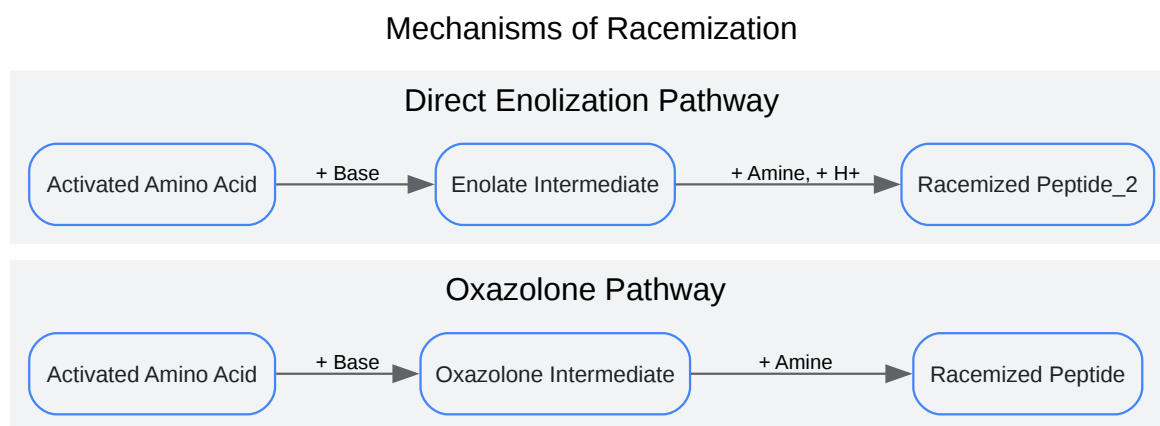 Mechanisms of Racemization
Direct Enolization Pathway
Activated Amino Acid
+ Base
Enolate Intermediate
+ Amine, + H+
Racemized Peptide_2
Oxazolone Pathway
Activated Amino Acid
+ Base
Oxazolone Intermediate
+ Amine
Racemized Peptide